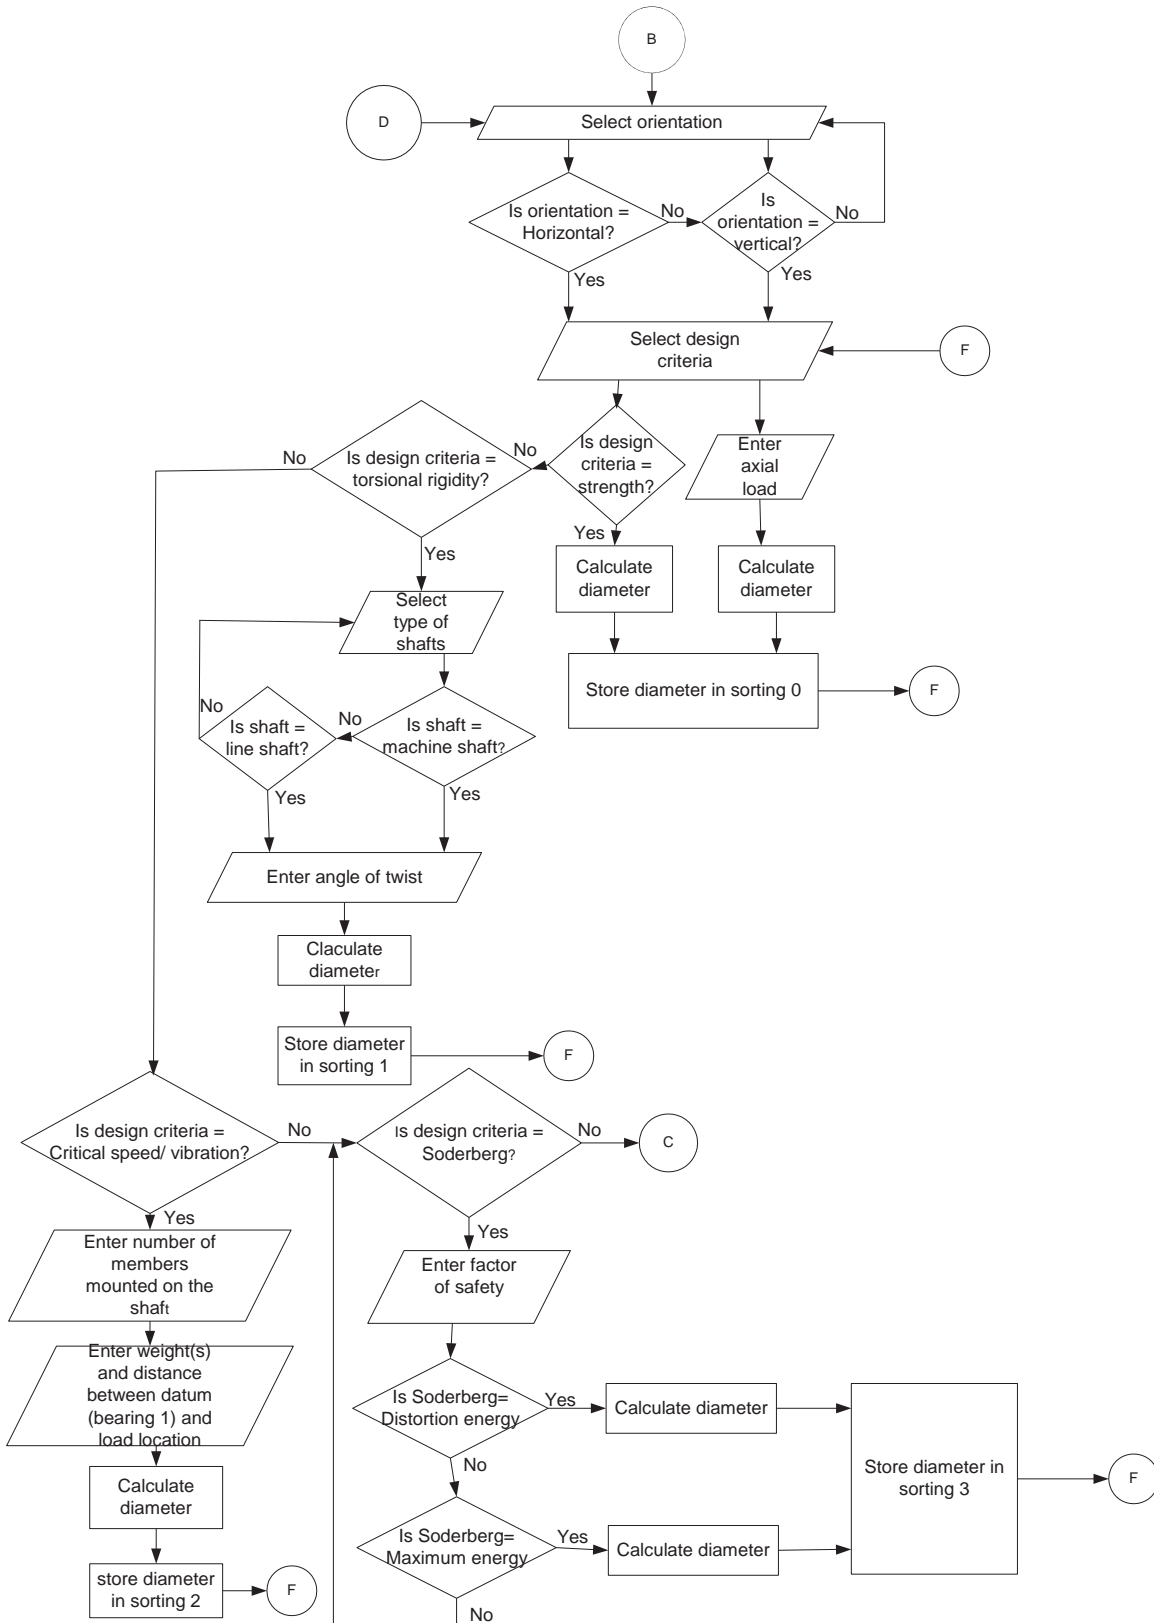 B
D
Select orientation
Is orientation =
Horizontal?
No
Is
orientation =
vertical?
No
Yes
Yes
Select design
criteria
F
No
Is design criteria =
torsional rigidity?
No
Is design
criteria =
strength?
Enter
axial
load
Yes
Yes
Calculate
diameter
Calculate
diameter
Select
type of
shafts
Store diameter in sorting 0
F
No
Is shaft =
line shaft?
No
Is shaft =
machine shaft?
Yes
Yes
Enter angle of twist
Claculate
diameter
Store diameter
in sorting 1
F
Is design criteria =
Critical speed/ vibration?
No
Is design criteria =
Soderberg?
No
C
Yes
Yes
Enter number of
members
mounted on the
shaft
Enter factor
of safety
Enter weight(s)
and distance
between datum
(bearing 1) and
load location
Is Soderberg=
Distortion energy
Yes
Calculate diameter
No
Store diameter in
sorting 3
F
Calculate
diameter
Is Soderberg=
Maximum energy
Yes
Calculate diameter
store diameter
in sorting 2
F
No